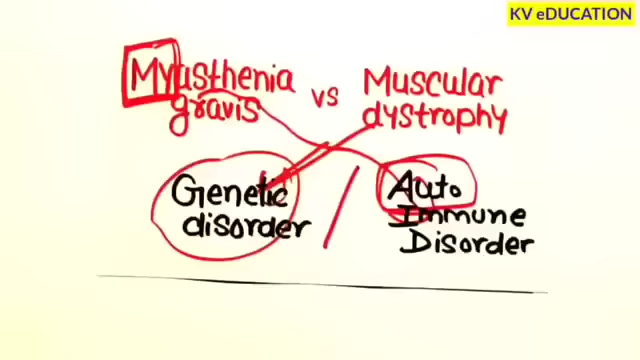 KV eDUCATION
Myasthenia gravis vs Muscular dystrophy
Genetic disorder / Auto Immune Disorder